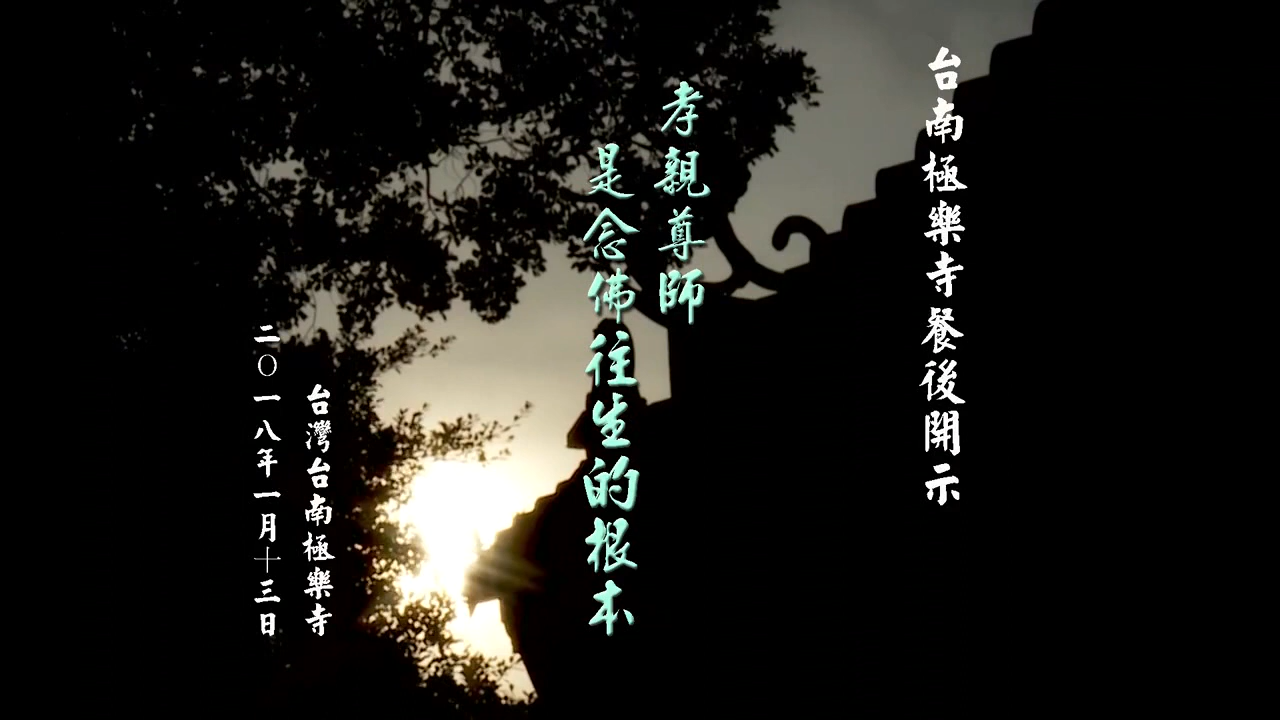 台南極樂寺餐後開示
孝親尊師
是念佛往生的根本
台灣台南極樂寺
二〇一八年一月十三日